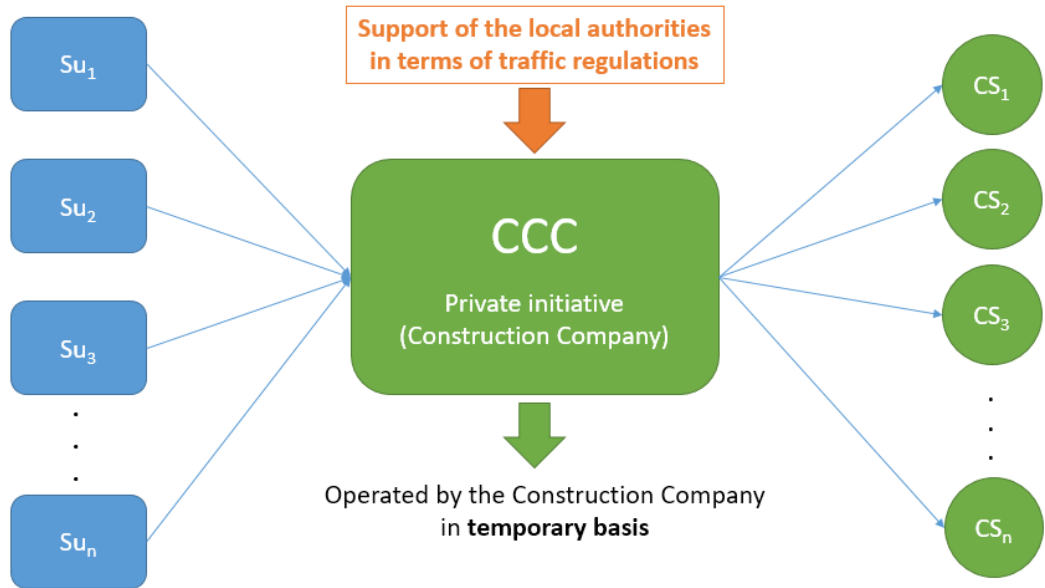 Support of the local authorities
in terms of traffic regulations
Su₁
Su₂
Su₃
.
.
.
Suₙ
CCC
Private initiative
(Construction Company)
Operated by the Construction Company
in temporary basis
CS₁
CS₂
CS₃
.
.
.
CSₙ